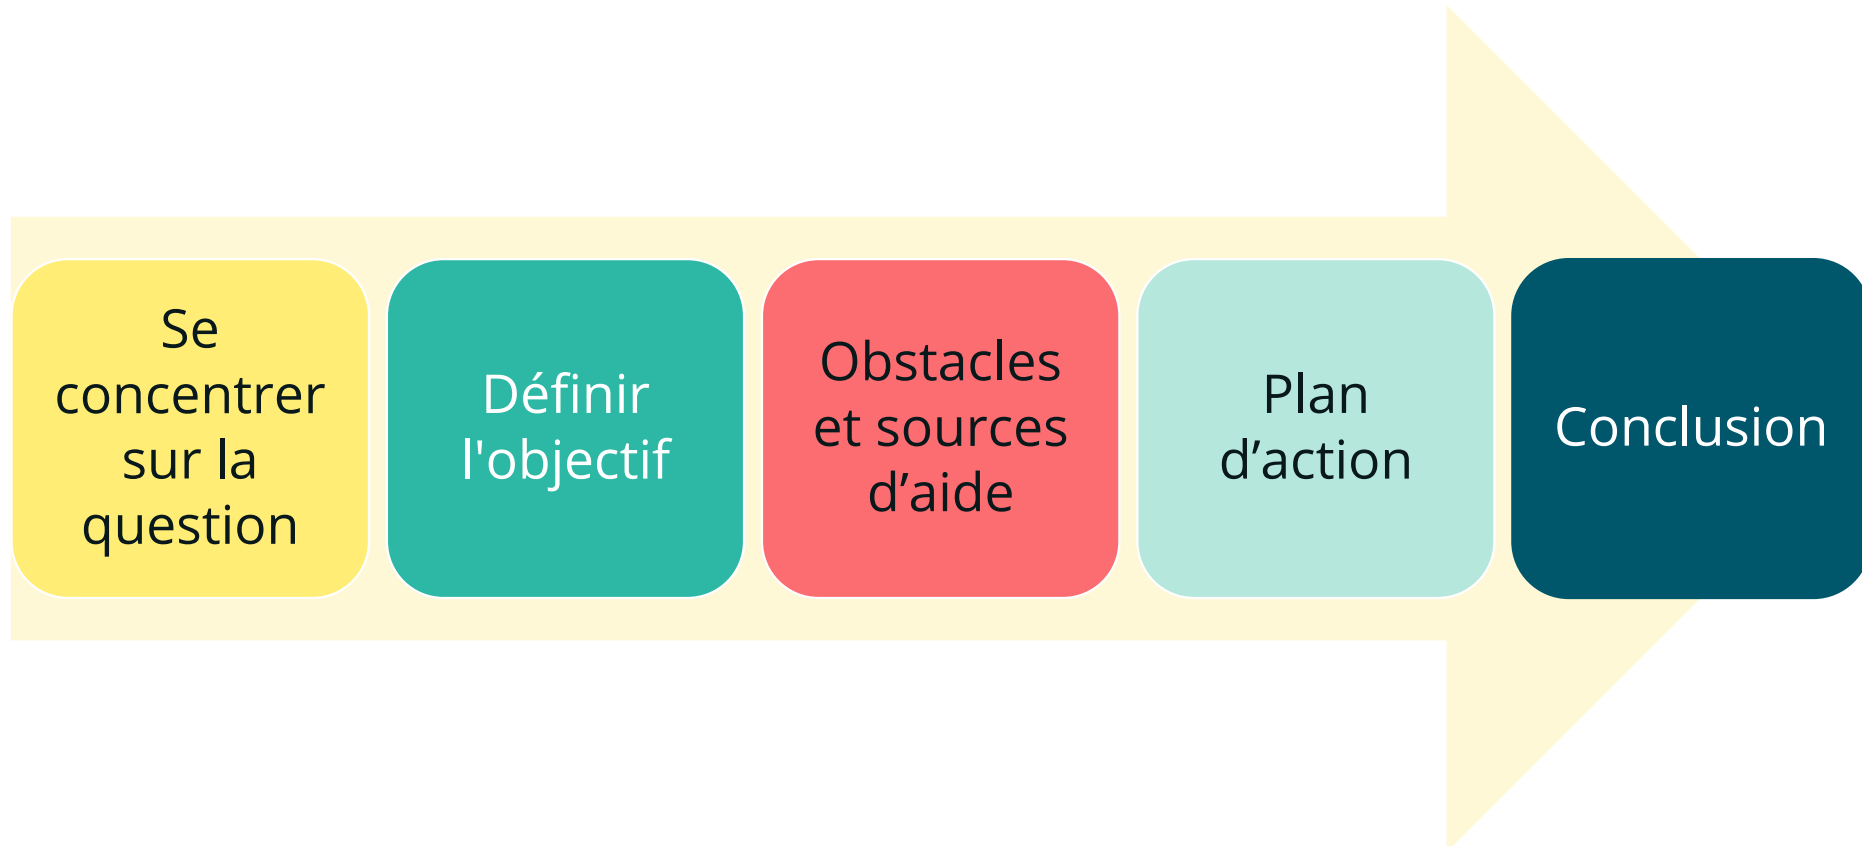 Se
concentrer
sur la
question
Définir
l'objectif
Obstacles
et sources
d’aide
Plan
d’action
Conclusion